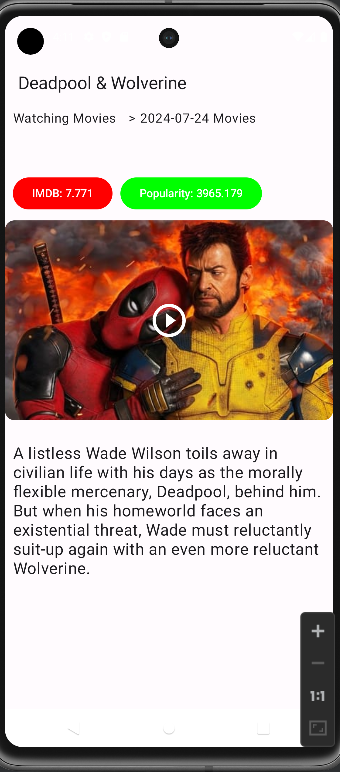 Deadpool & Wolverine
Watching Movies > 2024-07-24 Movies
IMDB: 7.771 Popularity: 3965.179
A listless Wade Wilson toils away in
civilian life with his days as the morally
flexible mercenary, Deadpool, behind him.
But when his homeworld faces an
existential threat, Wade must reluctantly
suit-up again with an even more reluctant
Wolverine.
1:1